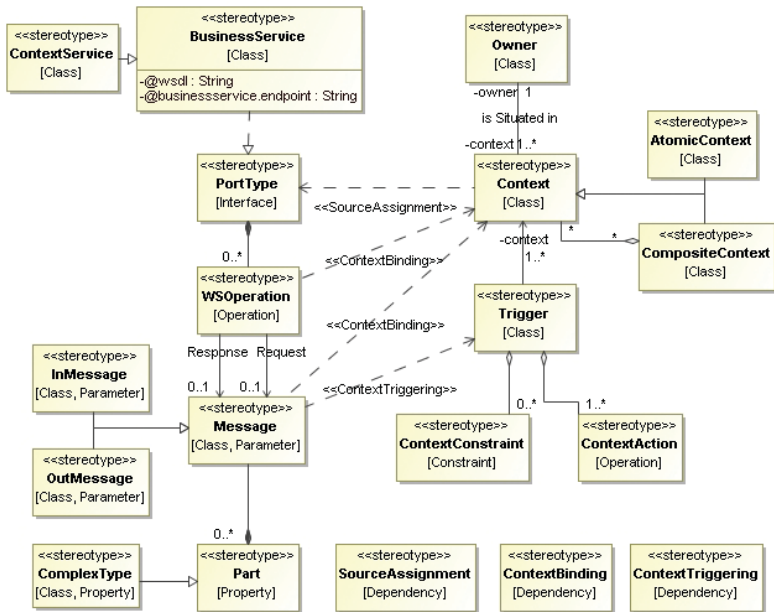 <<stereotype>>
ContextService
[Class]
<<stereotype>>
BusinessService
[Class]
-@wsdl : String
-@businessservice.endpoint : String
<<stereotype>>
Owner
[Class]
-owner 1
is Situated in
-context 1..*
<<stereotype>>
AtomicContext
[Class]
<<stereotype>>
PortType
[Interface]
<<SourceAssignment>>
<<stereotype>>
Context
[Class]
*
*
<<stereotype>>
CompositeContext
[Class]
0..*
<<stereotype>>
WSOperation
[Operation]
<<ContextBinding>>
-context
1..*
<<stereotype>>
Trigger
[Class]
<<ContextBinding>>
Response
Request
0..1
0..1
<<ContextTriggering>>
<<stereotype>>
InMessage
[Class, Parameter]
<<stereotype>>
Message
[Class, Parameter]
<<stereotype>>
OutMessage
[Class, Parameter]
0..*
1..*
<<stereotype>>
ContextConstraint
[Constraint]
<<stereotype>>
ContextAction
[Operation]
0..*
<<stereotype>>
ComplexType
[Class, Property]
<<stereotype>>
Part
[Property]
<<stereotype>>
SourceAssignment
[Dependency]
<<stereotype>>
ContextBinding
[Dependency]
<<stereotype>>
ContextTriggering
[Dependency]